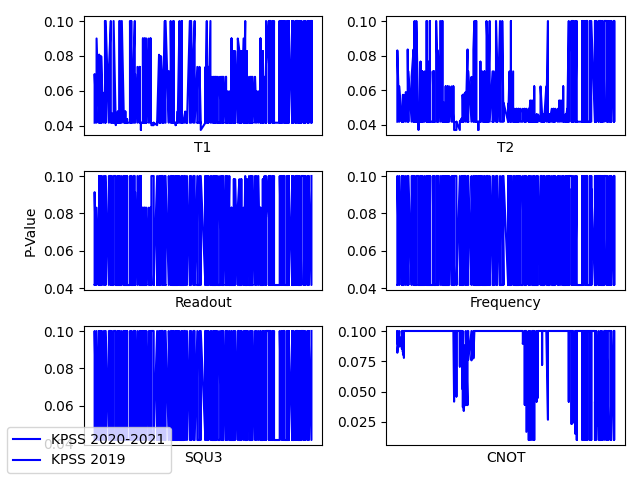 0.10 0.10
0.08 0.08
0.06 0.06
0.04 0.04
T1 T2
0.10 0.10
0.08 0.08
0.06 0.06
0.04 0.04
P-Value
Readout Frequency
0.10 0.100
0.08 0.075
0.06 0.050
0.04 0.025
SQU3 CNOT
KPSS 2020-2021
KPSS 2019